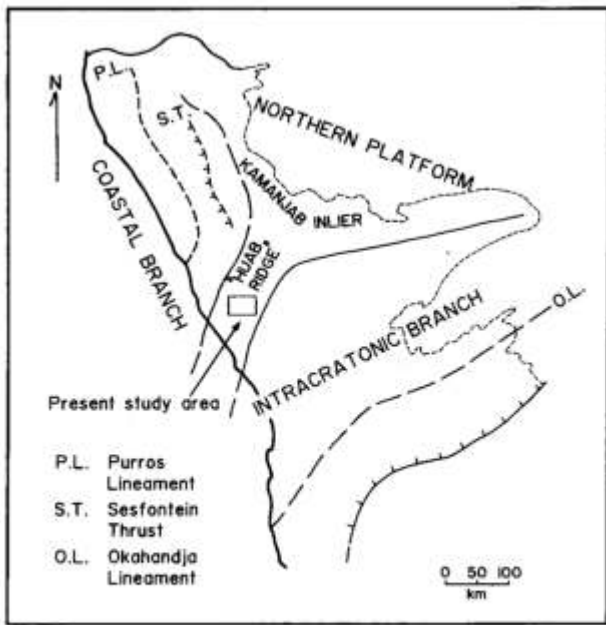 P.L.
N
S.T.
NORTHERN PLATFORM
KAMANJAB
INLIER
COASTAL BRANCH
"HUAB
RIDGE"
O.L.
INTRACRATONIC BRANCH
Present study area
P.L. Purros
Lineament
S.T. Sesfontein
Thrust
O.L. Okahandja
Lineament
0 50 100
km